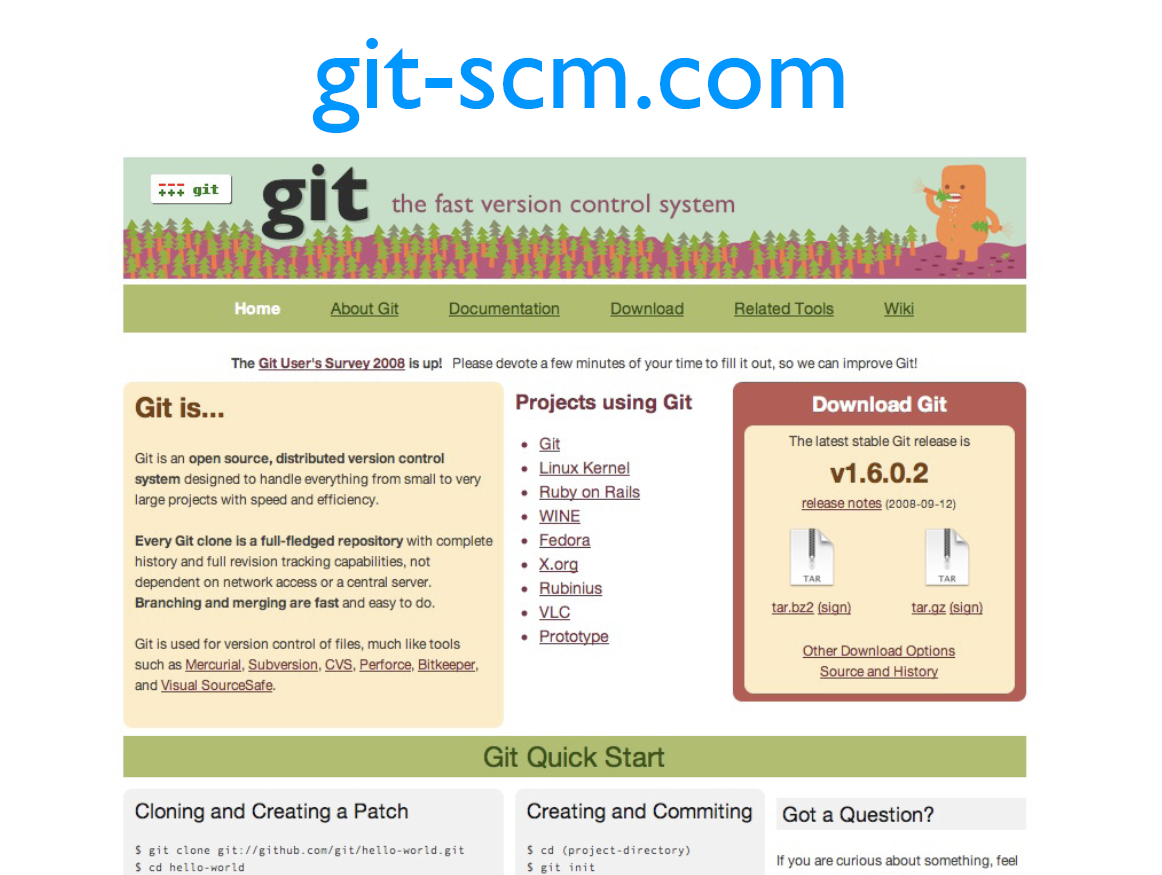 git-scm.com
--- git
+++
git the fast version control system
Home About Git Documentation Download Related Tools Wiki
The Git User's Survey 2008 is up! Please devote a few minutes of your time to fill it out, so we can improve Git!
Git is...
Git is an open source, distributed version control
system designed to handle everything from small to very
large projects with speed and efficiency.
Every Git clone is a full-fledged repository with complete
history and full revision tracking capabilities, not
dependent on network access or a central server.
Branching and merging are fast and easy to do.
Git is used for version control of files, much like tools
such as Mercurial, Subversion, CVS, Perforce, Bitkeeper,
and Visual SourceSafe.
Projects using Git
• Git
• Linux Kernel
• Ruby on Rails
• WINE
• Fedora
• X.org
• Rubinius
• VLC
• Prototype
Download Git
The latest stable Git release is
v1.6.0.2
release notes (2008-09-12)
TAR TAR
tar.bz2 (sign) tar.gz (sign)
Other Download Options
Source and History
Git Quick Start
Cloning and Creating a Patch
$ git clone git://github.com/git/hello-world.git
$ cd hello-world
Creating and Commiting
$ cd (project-directory)
$ git init
Got a Question?
If you are curious about something, feel